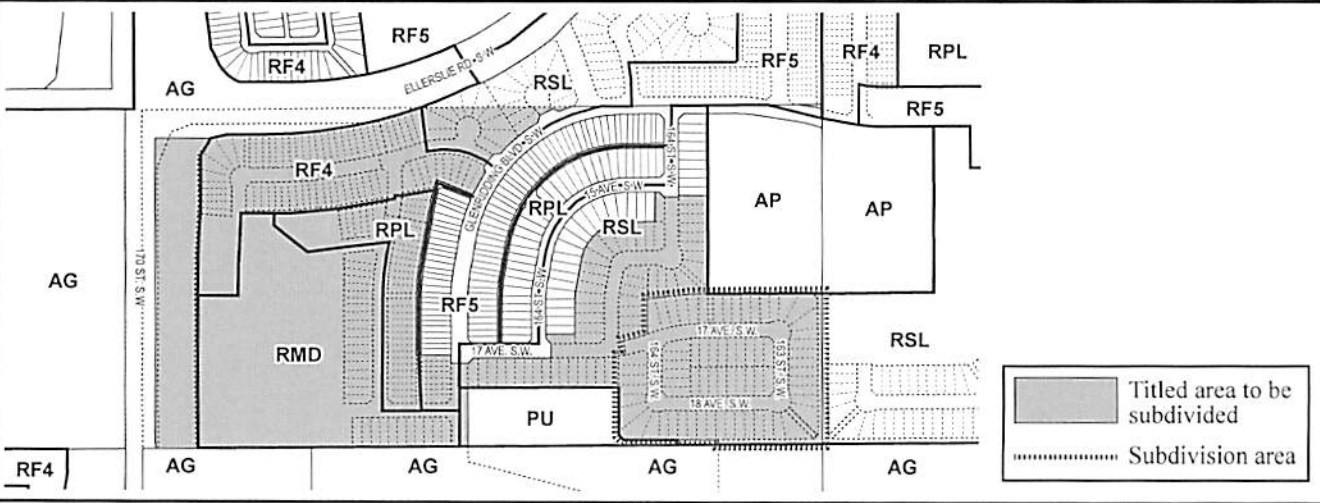 RF5
RF4
AG
ELLERSLIE RD. S.W
RSL
RF5
RF4
RPL
RF5
RF4
GLENRIDDING BLVD. S.W
164 ST. S.W.
RPL
15 AVE. S.W
RSL
AP
AP
RPL
AG
170 ST. S.W
RF5
164 ST. S.W
RMD
17 AVE. S.W.
17 AVE. S.W.
164 ST. S.W
163 ST. S.W
18 AVE. S.W.
RSL
PU
RF4
AG
AG
AG
AG
Titled area to be
subdivided
Subdivision area